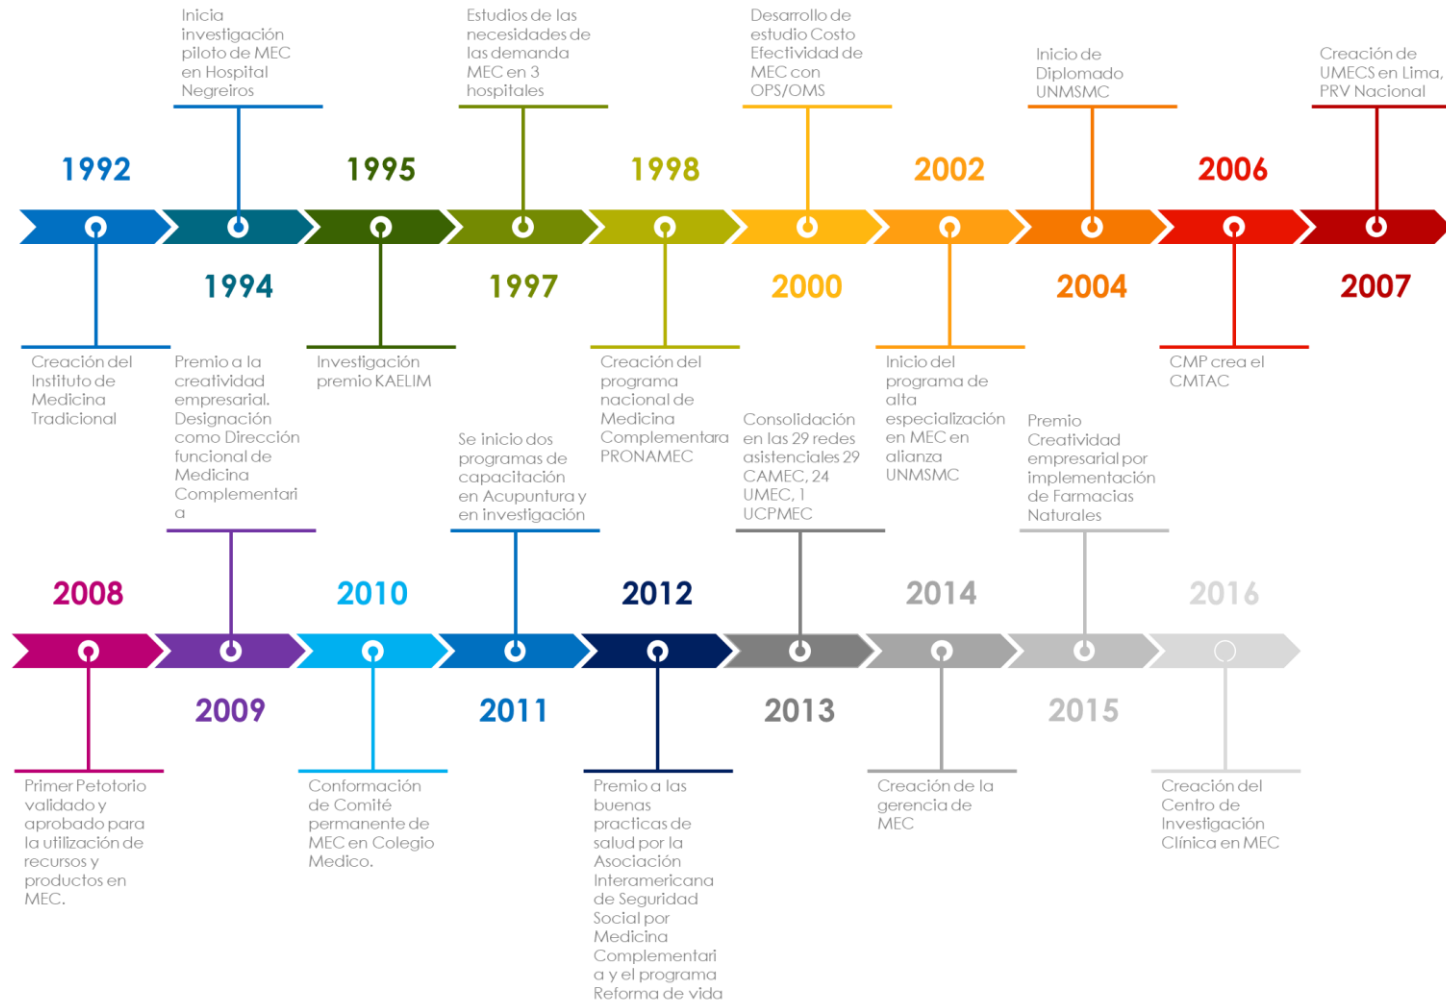 Inicia
investigación
piloto de MEC
en Hospital
Negreiros
Estudios de las
necesidades de
las demanda
MEC en 3
hospitales
Desarrollo de
estudio Costo
Efectividad de
MEC con
OPS/OMS
Inicio de
Diplomado
UNMSMC
Creación de
UMECS en Lima,
PRV Nacional
1992
1995
1998
2002
2006
1994
1997
2000
2004
2007
Creación del
Instituto de
Medicina
Tradicional
Premio a la
creatividad
empresarial.
Designación
como Dirección
funcional de
Medicina
Complementari
a
Investigación
premio KAELIM
Se inicio dos
programas de
capacitación
en Acupuntura y
en investigación
Creación del
programa
nacional de
Medicina
Complementara
PRONAMEC
Consolidación
en las 29 redes
asistenciales 29
CAMEC, 24
UMEC, 1
UCPMEC
Inicio del
programa de
alta
especialización
en MEC en
alianza
UNMSMC
Premio
Creatividad
empresarial por
implementación
de Farmacias
Naturales
CMP crea el
CMTAC
2008
2010
2012
2014
2016
2009
2011
2013
2015
Primer Petotorio
validado y
aprobado para
la utilización de
recursos y
productos en
MEC.
Conformación
de Comité
permanente de
MEC en Colegio
Medico.
Premio a las
buenas
practicas de
salud por la
Asociación
Interamericana
de Seguridad
Social por
Medicina
Complementari
a y el programa
Reforma de vida
Creación de la
gerencia de
MEC
Creación del
Centro de
Investigación
Clínica en MEC